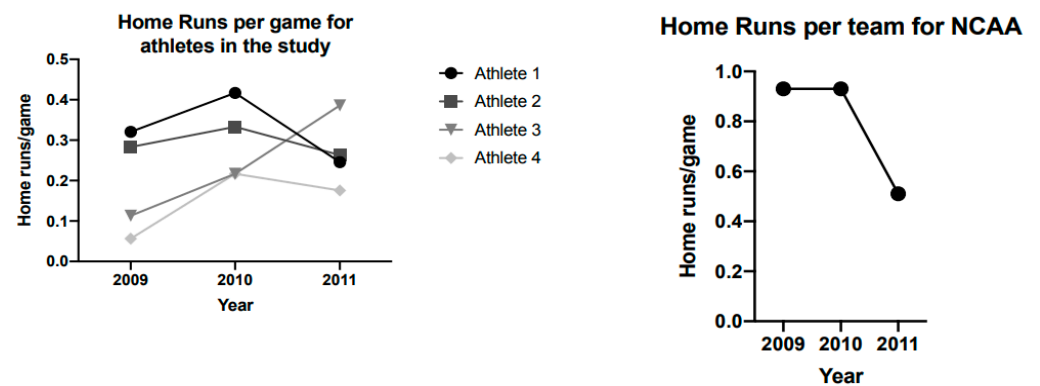 Home Runs per game for
athletes in the study
Home runs/game
0.5
0.4
0.3
0.2
0.1
0.0
2009 2010 2011
Year
Athlete 1
Athlete 2
Athlete 3
Athlete 4
Home Runs per team for NCAA
Home runs/game
1.0
0.8
0.6
0.4
0.2
0.0
2009 2010 2011
Year